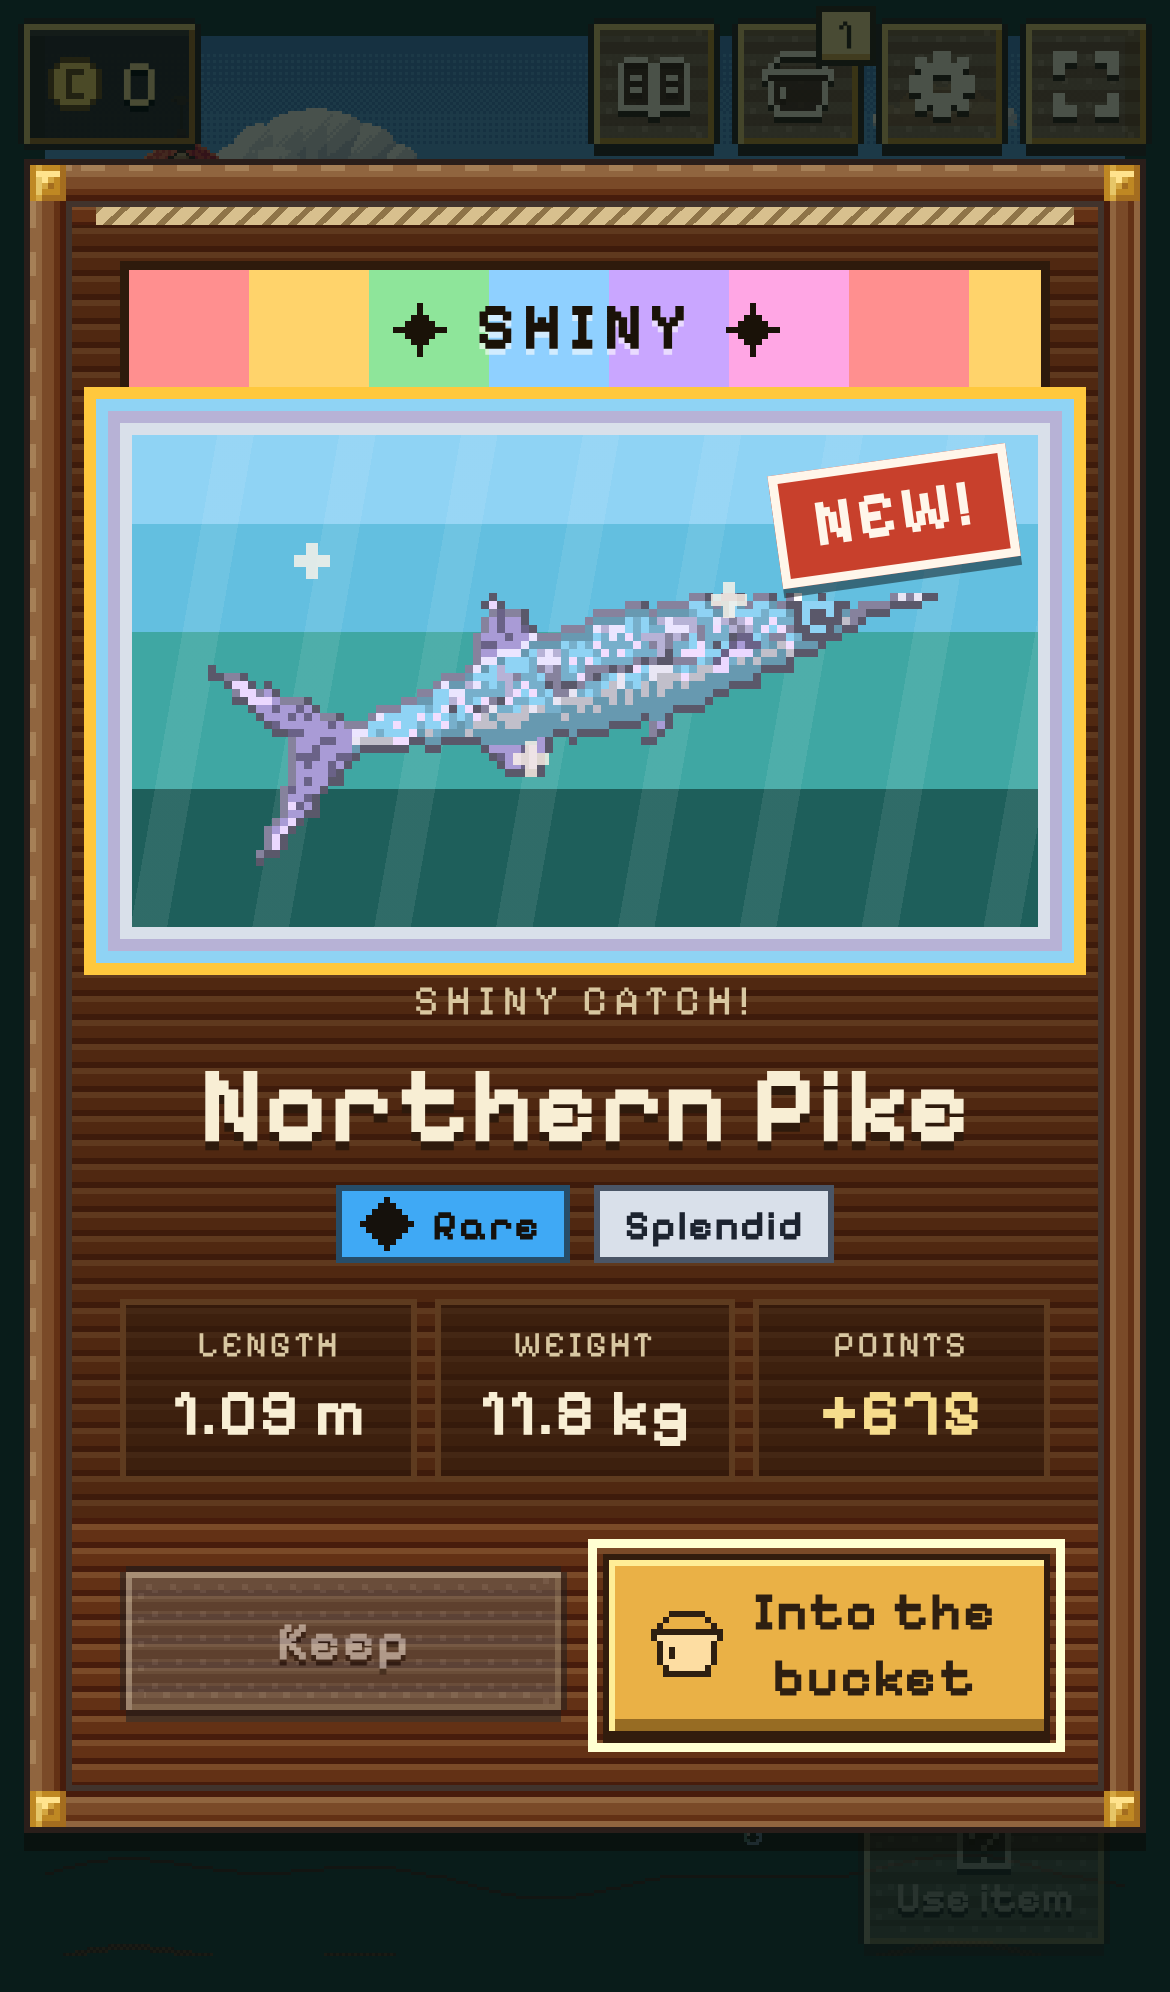 C 0
1
SHINY
NEW!
SHINY CATCH!
Northern Pike
Rare
Splendid
LENGTH
WEIGHT
POINTS
1.09 m
11.8 kg
+678
Keep
Into the
bucket
Use item